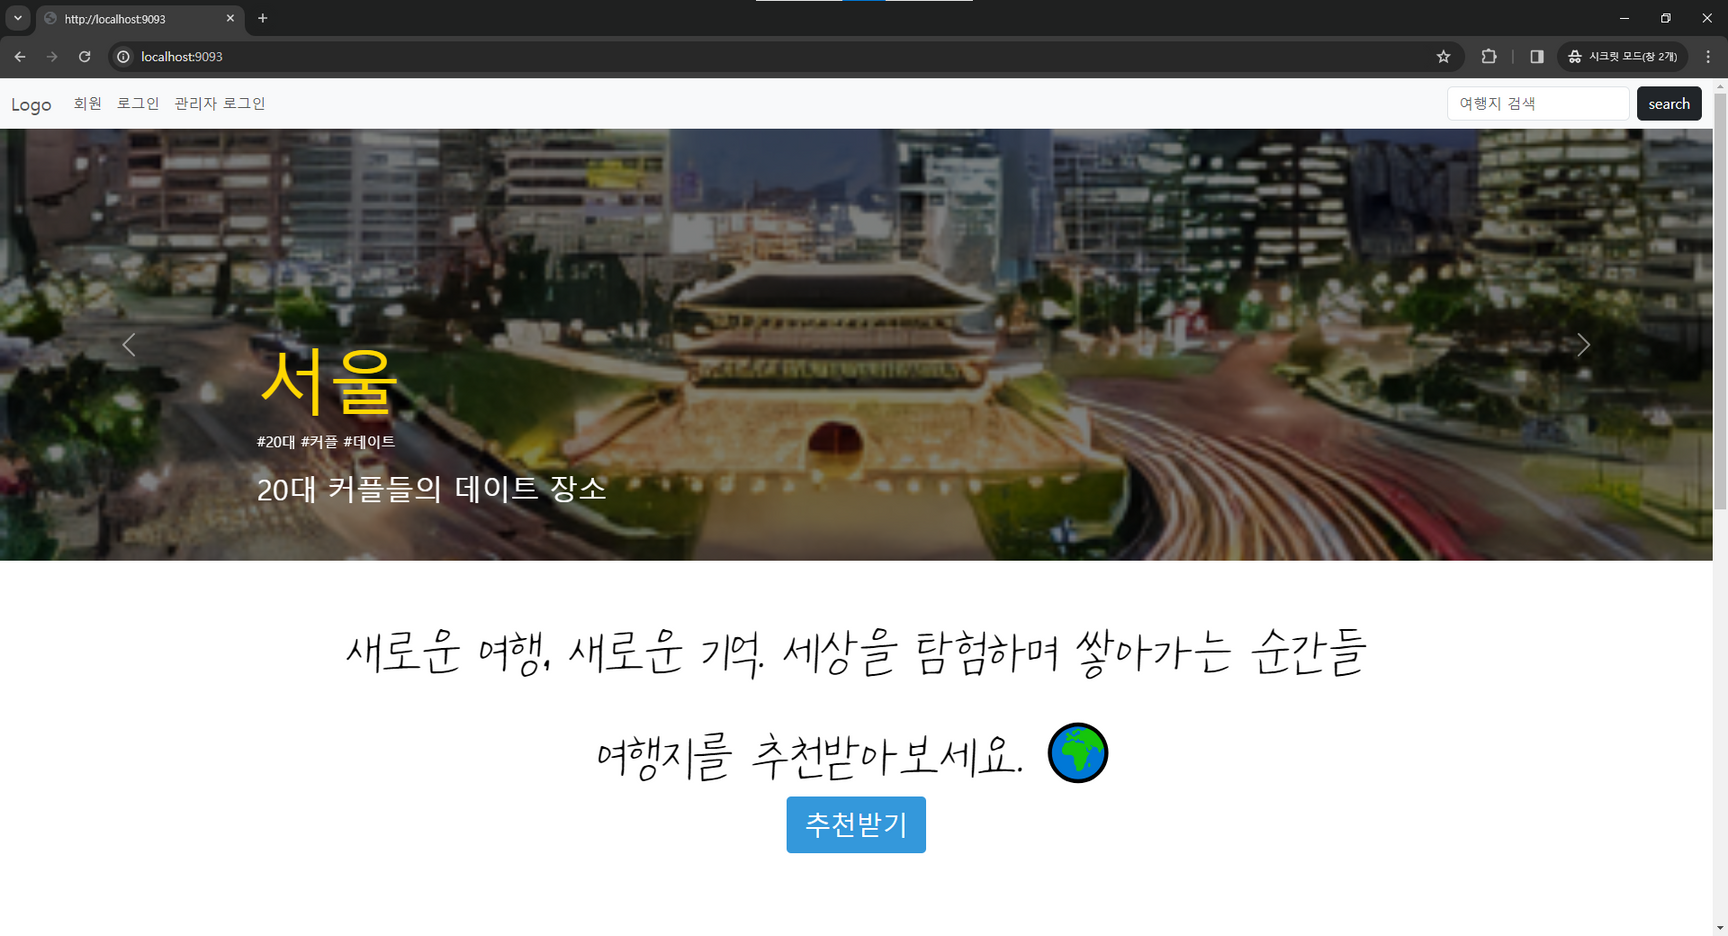 http://localhost:9093
localhost:9093
시크릿 모드(창 2개)
Logo 회원 로그인 관리자 로그인
여행지 검색 search
서울
#20대 #커플 #데이트
20대 커플들의 데이트 장소
새로운 여행, 새로운 기억. 세상을 탐험하며 쌓아가는 순간들
여행지를 추천받아보세요.
추천받기